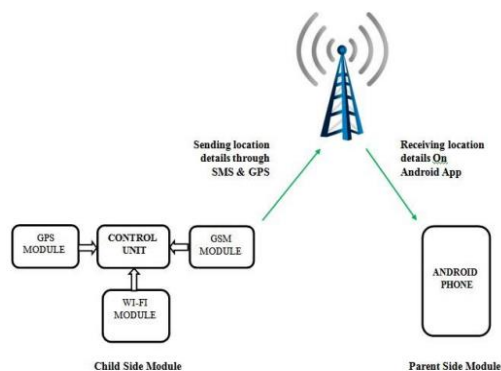 Sending location
details through
SMS & GPS
Receiving location
details On
Android App
GPS
MODULE
CONTROL
UNIT
GSM
MODULE
WI-FI
MODULE
ANDROID
PHONE
Child Side Module
Parent Side Module